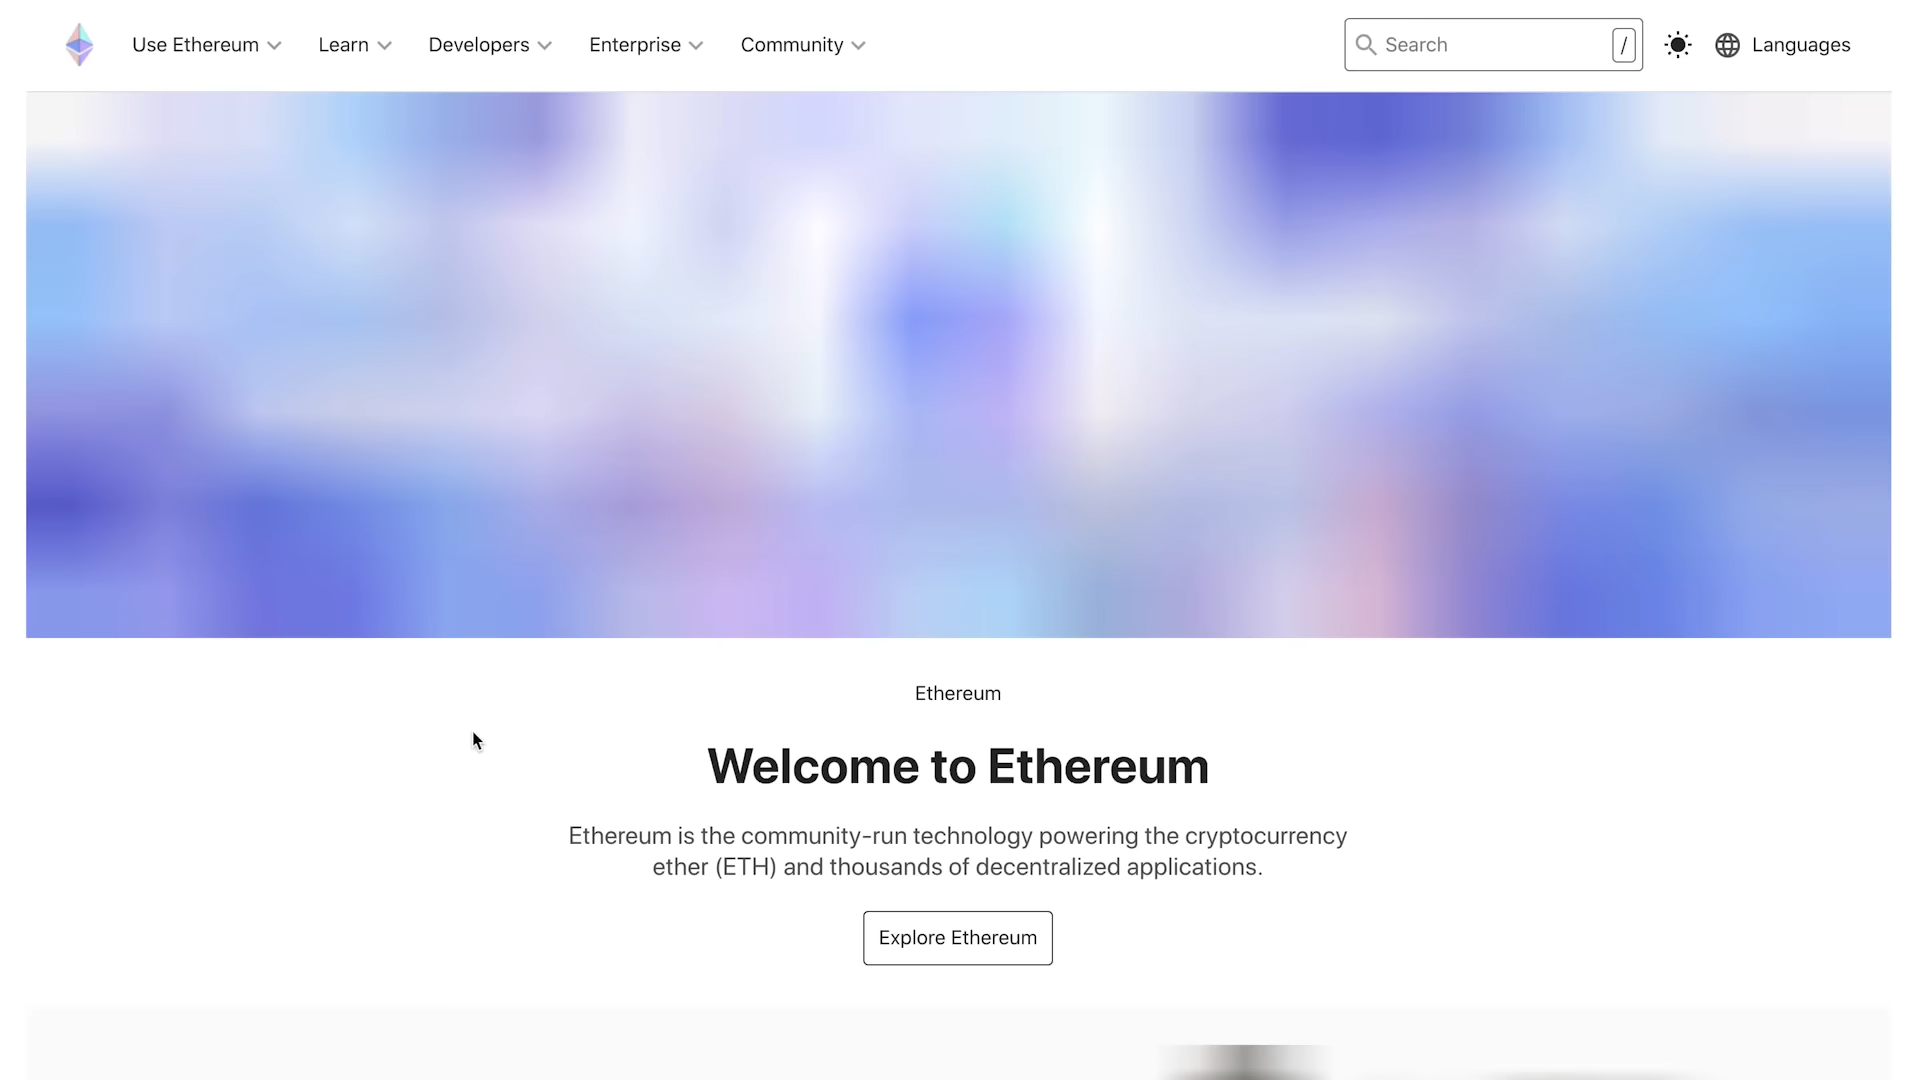 Use Ethereum
Learn
Developers
Enterprise
Community
Search
/
Languages
Ethereum
Welcome to Ethereum
Ethereum is the community-run technology powering the cryptocurrency
ether (ETH) and thousands of decentralized applications.
Explore Ethereum